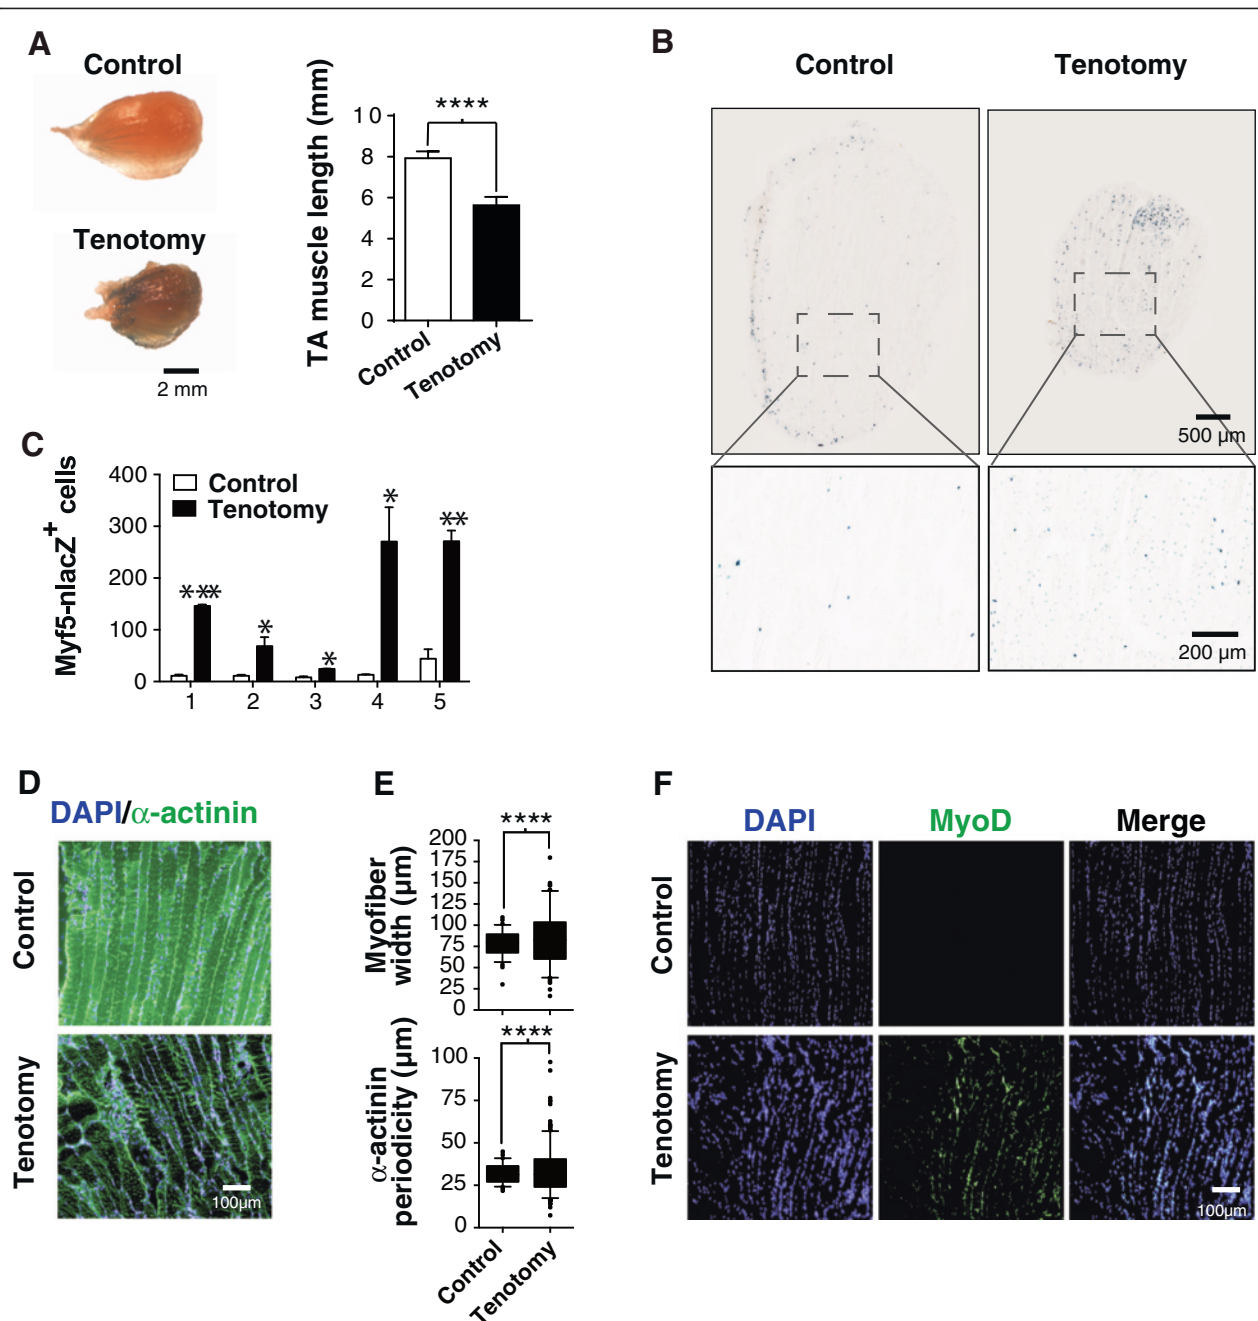 A
Control
Tenotomy
2 mm
TA muscle length (mm)
10
8
6
4
2
0
****
Control
Tenotomy
B
Control
Tenotomy
500 µm
200 µm
C
Myf5-nlacZ+ cells
400
300
200
100
0
Control
Tenotomy
***
*
*
*
**
1 2 3 4 5
D
DAPI/α-actinin
Control
Tenotomy
100µm
E
Myofiber
width (µm)
200
175
150
125
100
75
50
25
0
****
α-actinin
periodicity (µm)
100
75
50
25
0
****
Control
Tenotomy
F
DAPI MyoD Merge
Control
Tenotomy
100µm